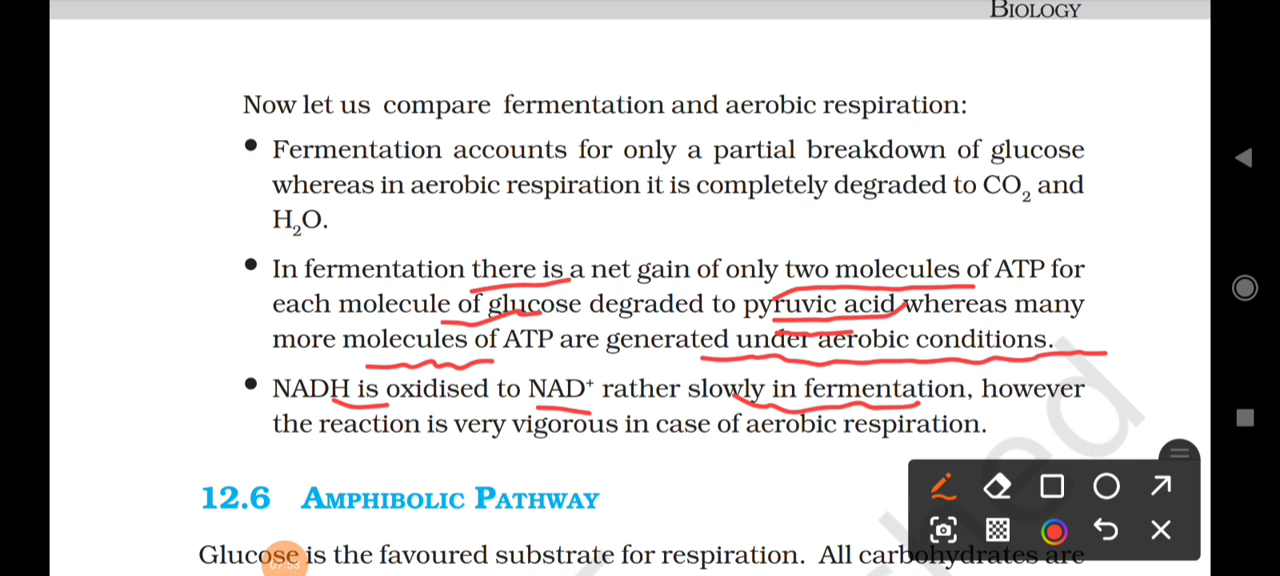 BIOLOGY
Now let us compare fermentation and aerobic respiration:
• Fermentation accounts for only a partial breakdown of glucose
whereas in aerobic respiration it is completely degraded to CO₂ and
H₂O.
• In fermentation there is a net gain of only two molecules of ATP for
each molecule of glucose degraded to pyruvic acid whereas many
more molecules of ATP are generated under aerobic conditions.
• NADH is oxidised to NAD⁺ rather slowly in fermentation, however
the reaction is very vigorous in case of aerobic respiration.
12.6 AMPHIBOLIC PATHWAY
Glucose is the favoured substrate for respiration. All carbohydrates are